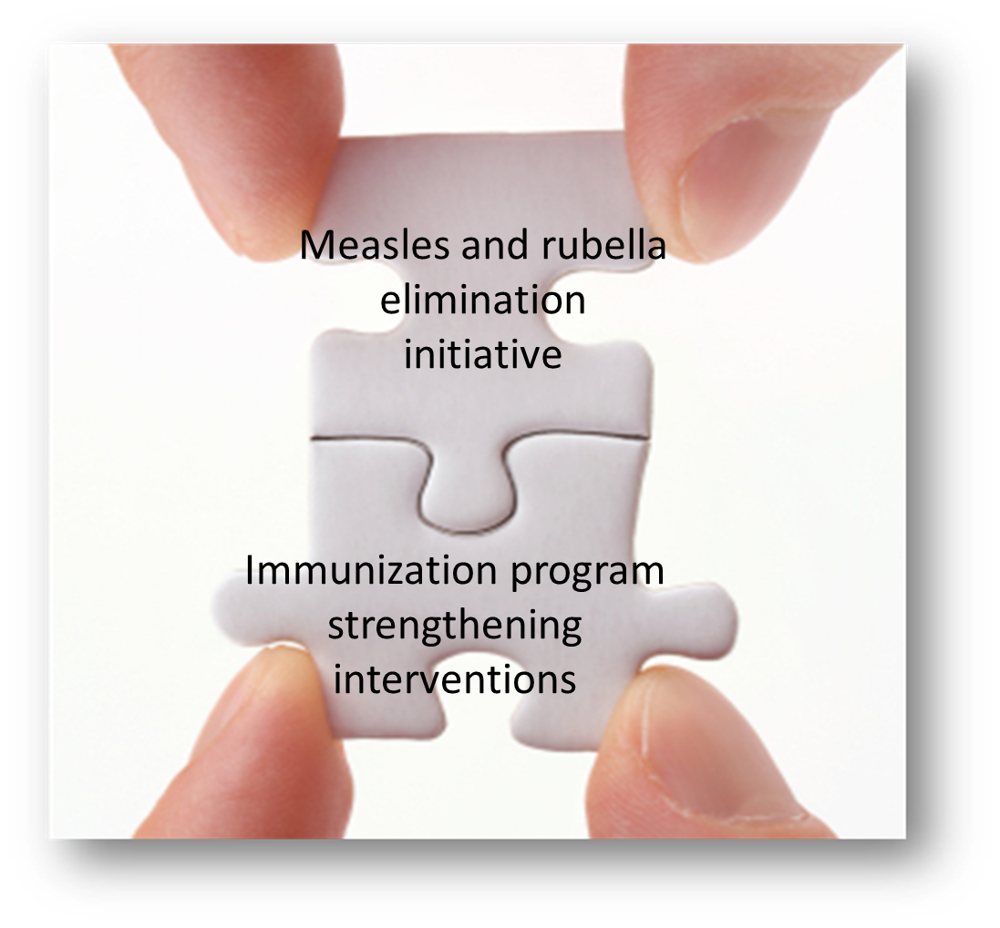 Measles and rubella
elimination
initiative
Immunization program
strengthening
interventions